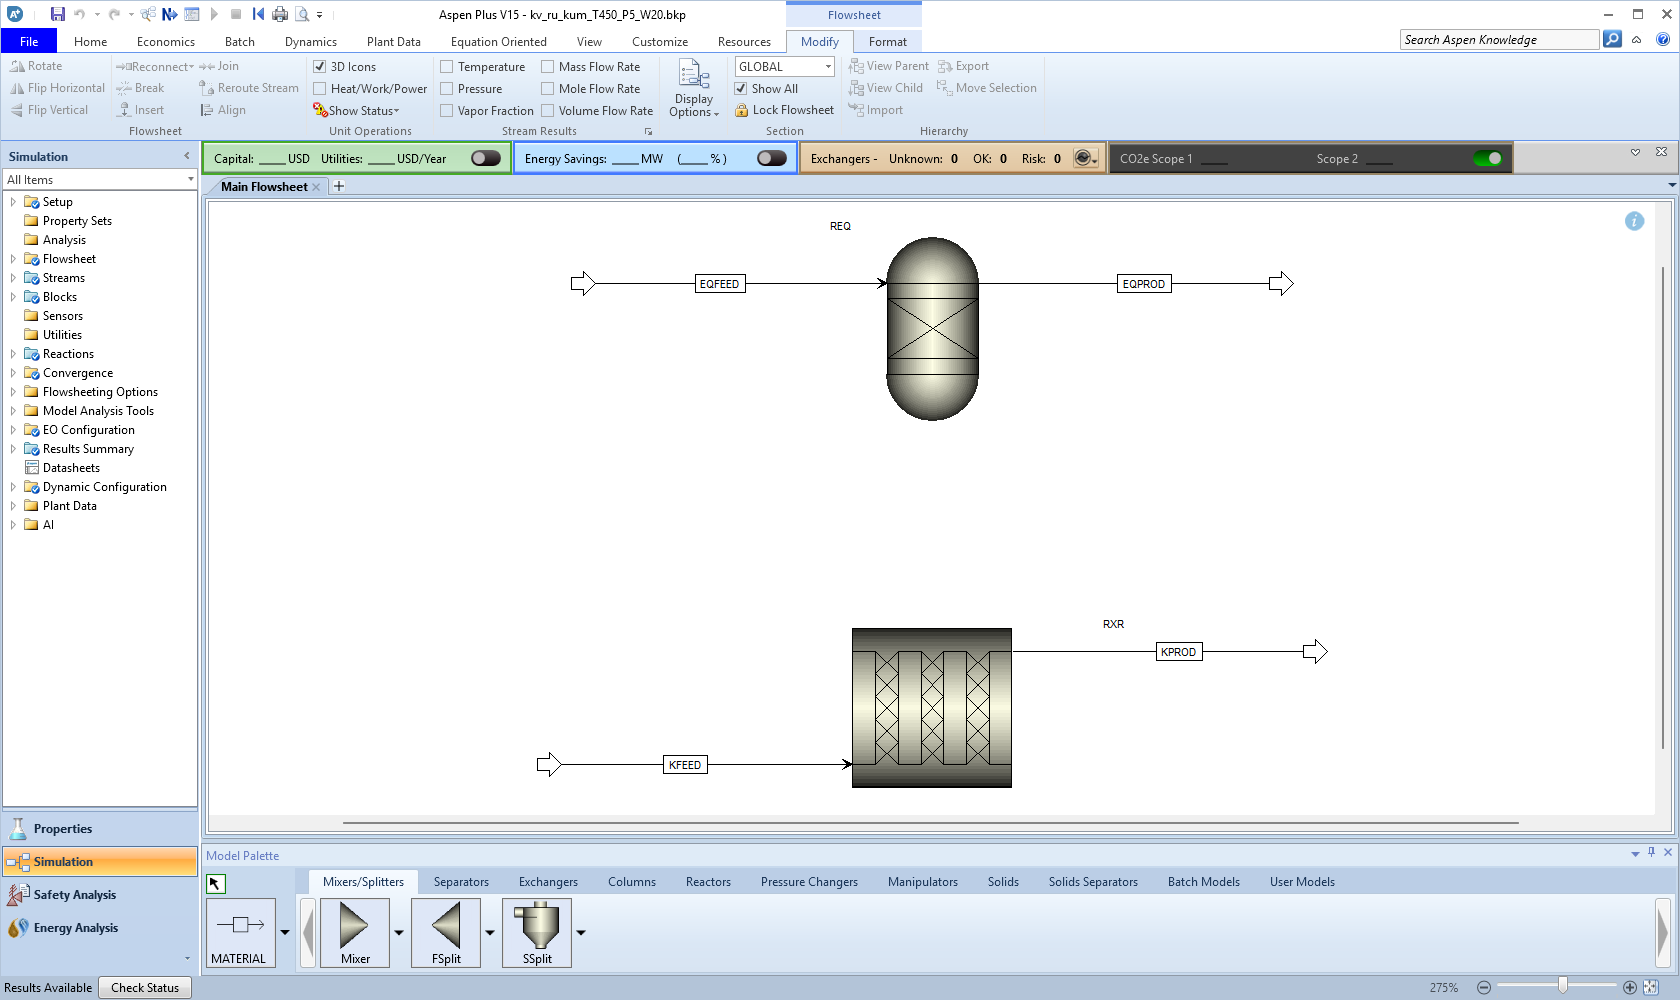 Aspen Plus V15 - kv_ru_kum_T450_P5_W20.bkp
Flowsheet
File Home Economics Batch Dynamics Plant Data Equation Oriented View Customize Resources Modify Format
Search Aspen Knowledge
Rotate Reconnect Join
Flip Horizontal Break Reroute Stream
Flip Vertical Insert Align
Flowsheet
3D Icons
Heat/Work/Power
Show Status
Unit Operations
Temperature Mass Flow Rate
Pressure Mole Flow Rate
Vapor Fraction Volume Flow Rate
Stream Results
Display
Options
GLOBAL
Show All
Lock Flowsheet
Section
View Parent Export
View Child Move Selection
Import
Hierarchy
Capital: ____ USD Utilities: ____ USD/Year
Energy Savings: ____ MW (____ % )
Exchangers - Unknown: 0 OK: 0 Risk: 0
CO2e Scope 1 ____ Scope 2 ____
Simulation
All Items
Setup
Property Sets
Analysis
Flowsheet
Streams
Blocks
Sensors
Utilities
Reactions
Convergence
Flowsheeting Options
Model Analysis Tools
EO Configuration
Results Summary
Datasheets
Dynamic Configuration
Plant Data
AI
Properties
Simulation
Safety Analysis
Energy Analysis
Main Flowsheet
REQ
EQFEED
EQPROD
RXR
KPROD
KFEED
Model Palette
Mixers/Splitters Separators Exchangers Columns Reactors Pressure Changers Manipulators Solids Solids Separators Batch Models User Models
MATERIAL Mixer FSplit SSplit
Results Available Check Status
275%